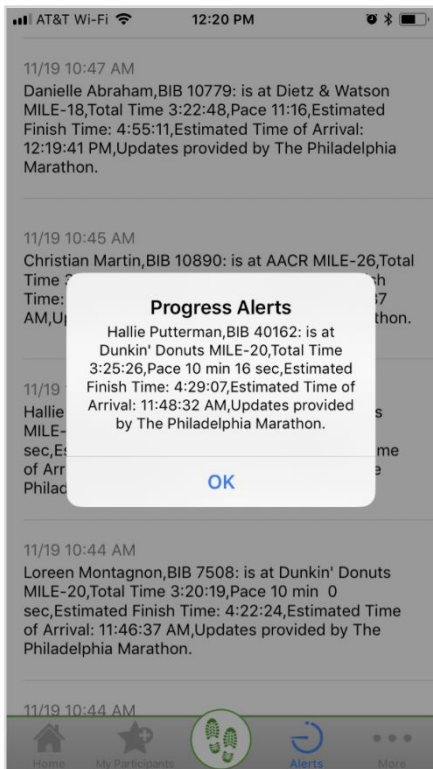 AT&T Wi-Fi 12:20 PM
11/19 10:47 AM
Danielle Abraham,BIB 10779: is at Dietz & Watson
MILE-18,Total Time 3:22:48,Pace 11:16,Estimated
Finish Time: 4:55:11,Estimated Time of Arrival:
12:19:41 PM,Updates provided by The Philadelphia
Marathon.
11/19 10:45 AM
Christian Martin,BIB 10890: is at AACR MILE-26,Total
Time
Time:
AM,
Progress Alerts
Hallie Putterman,BIB 40162: is at
Dunkin' Donuts MILE-20,Total Time
3:25:26,Pace 10 min 16 sec,Estimated
Finish Time: 4:29:07,Estimated Time of
Arrival: 11:48:32 AM,Updates provided
by The Philadelphia Marathon.
OK
11/19
Hallie
MILE-
of Arr
Philad
11/19 10:44 AM
Loreen Montagnon,BIB 7508: is at Dunkin' Donuts
MILE-20,Total Time 3:20:19,Pace 10 min 0
sec,Estimated Finish Time: 4:22:24,Estimated Time
of Arrival: 11:46:37 AM,Updates provided by The
Philadelphia Marathon.
11/19 10:44 AM
Home My Participants Alerts More